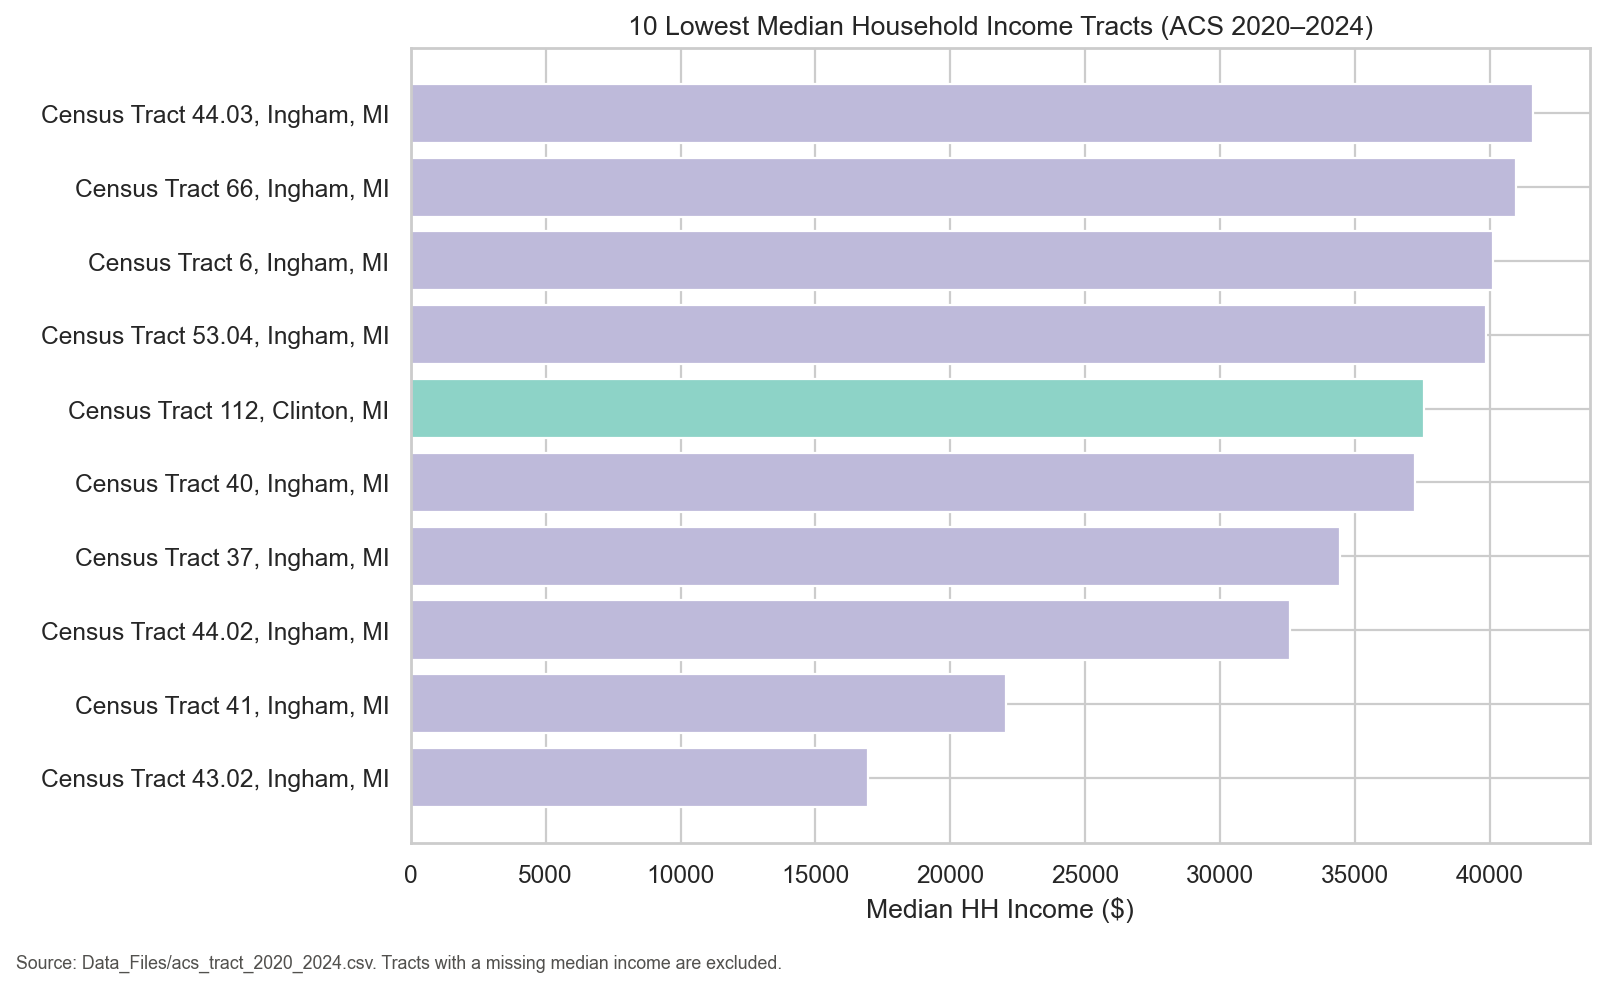 10 Lowest Median Household Income Tracts (ACS 2020–2024)
Census Tract 44.03, Ingham, MI
Census Tract 66, Ingham, MI
Census Tract 6, Ingham, MI
Census Tract 53.04, Ingham, MI
Census Tract 112, Clinton, MI
Census Tract 40, Ingham, MI
Census Tract 37, Ingham, MI
Census Tract 44.02, Ingham, MI
Census Tract 41, Ingham, MI
Census Tract 43.02, Ingham, MI
0 5000 10000 15000 20000 25000 30000 35000 40000
Median HH Income ($)
Source: Data_Files/acs_tract_2020_2024.csv. Tracts with a missing median income are excluded.